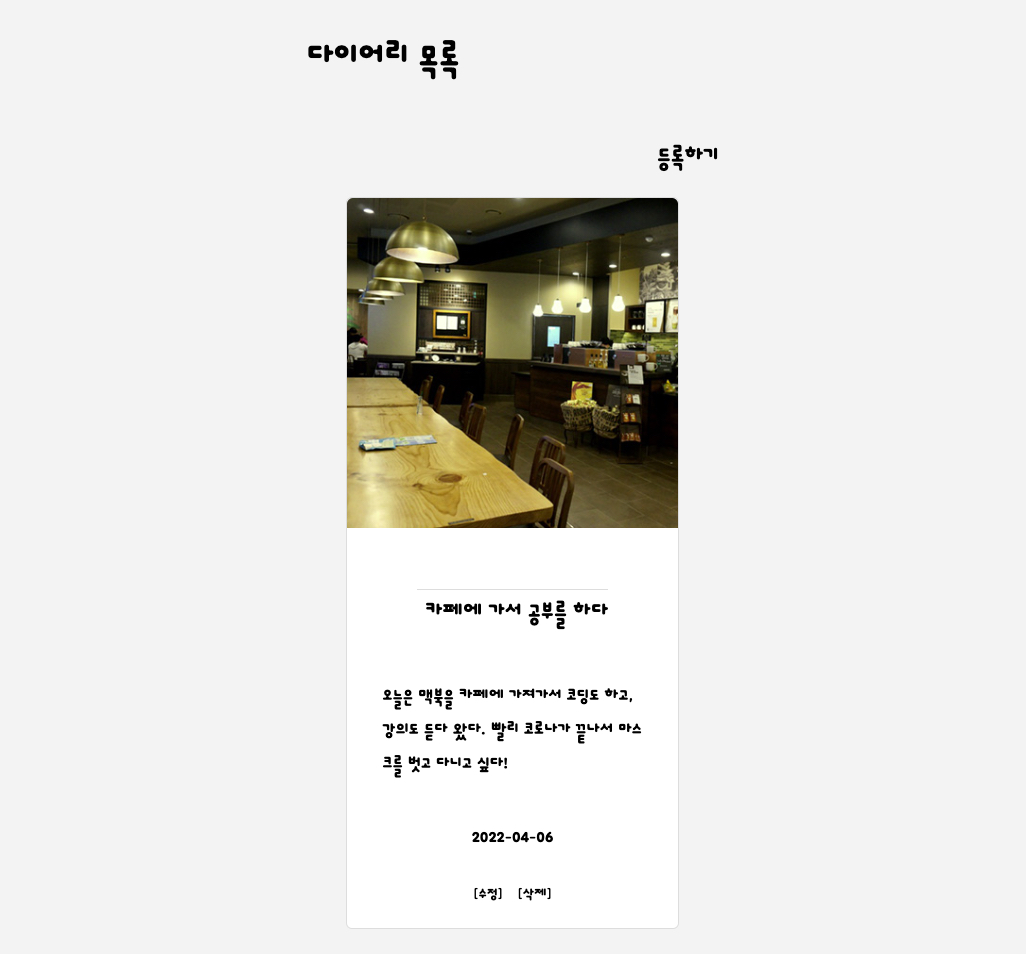 다이어리 목록
등록하기
카페에 가서 공부를 하다
오늘은 맥북을 카페에 가져가서 코딩도 하고,
강의도 듣다 왔다. 빨리 코로나가 끝나서 마스
크를 벗고 다니고 싶다!
2022-04-06
[수정] [삭제]